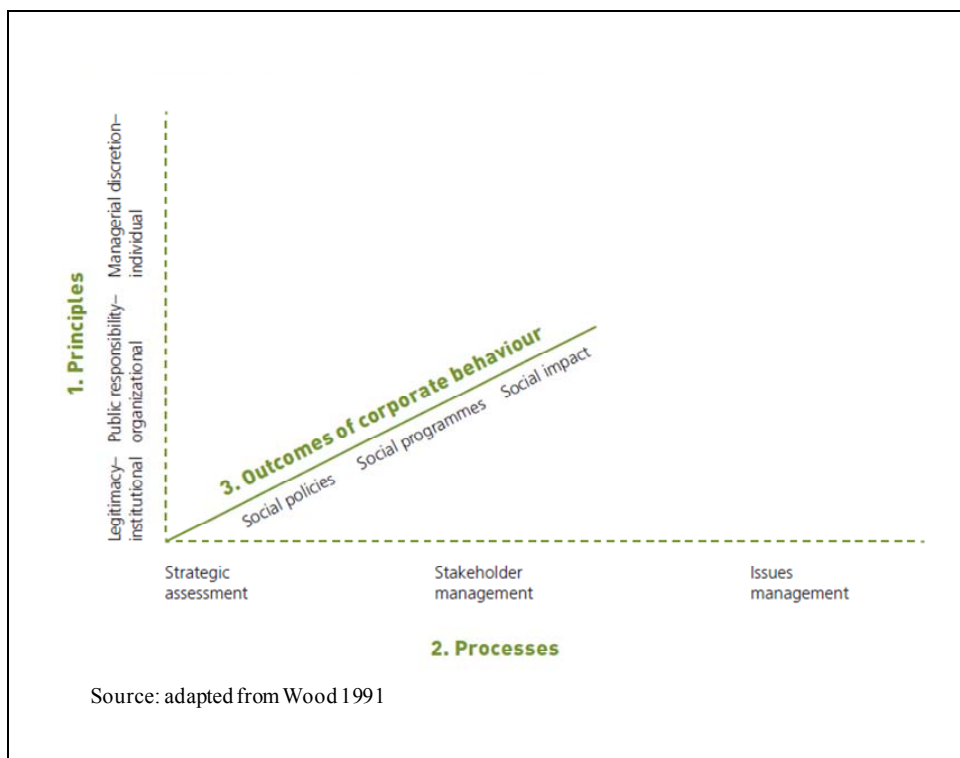 1. Principles
Managerial discretion–
individual
Public responsibility–
organizational
Legitimacy–
institutional
3. Outcomes of corporate behaviour
Social policies
Social programmes
Social impact
Strategic
assessment
Stakeholder
management
Issues
management
2. Processes
Source: adapted from Wood 1991